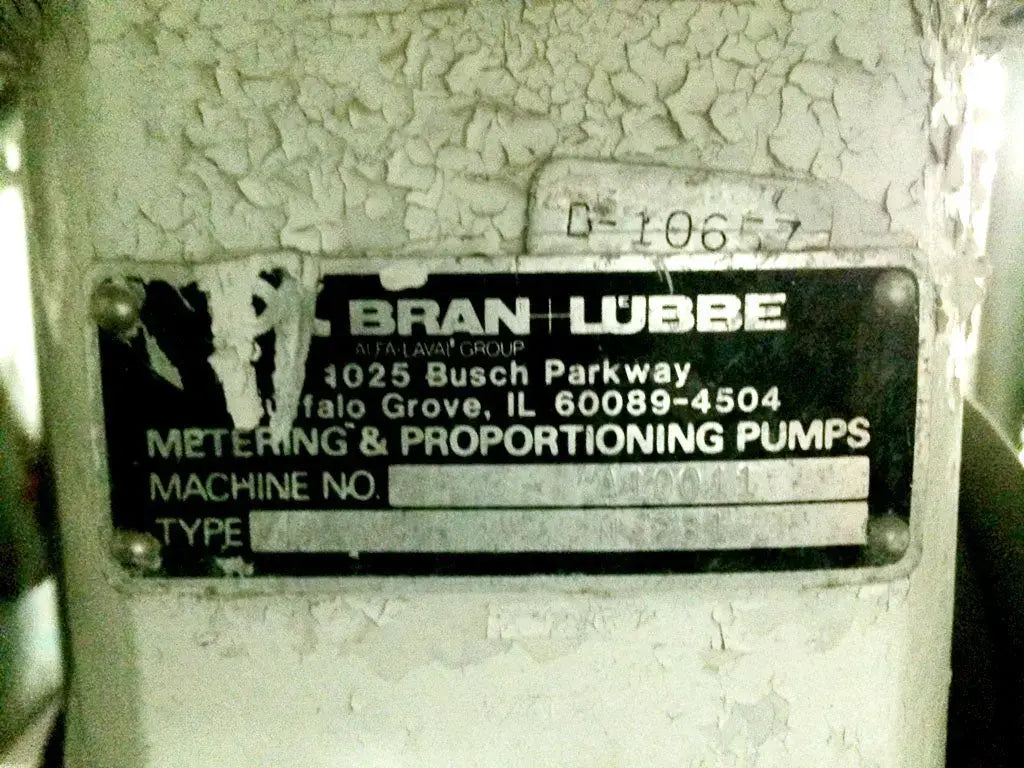 D-10657
BRAN+LÜBBE
ALFA-LAVAL GROUP
1025 Busch Parkway
Buffalo Grove, IL 60089-4504
METERING & PROPORTIONING PUMPS
MACHINE NO.
TYPE